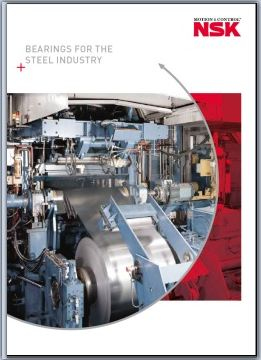 MOTION & CONTROL
NSK
BEARINGS FOR THE
STEEL INDUSTRY